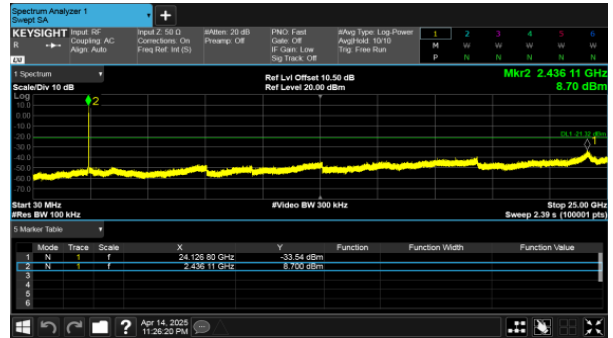 Spectrum Analyzer 1
Swept SA
+
KEYSIGHT Input: RF Input Z: 50 Ω #Atten: 20 dB PNO: Fast #Avg Type: Log-Power 1 2 3 4 5 6
R Coupling: AC Corrections: On Preamp: Off Gate: Off Avg|Hold: 10/10 M W W W W W
Align: Auto Freq Ref: Int (S) IF Gain: Low Trig: Free Run P N N N N N
LXI Sig Track: Off
1 Spectrum Ref Lvl Offset 10.50 dB Mkr2 2.436 11 GHz
Scale/Div 10 dB Ref Level 20.00 dBm 8.70 dBm
Log
10.0 2
0.00
-10.0
-20.0 DL1 -21.32 dBm
-30.0 1
-40.0
-50.0
-60.0
-70.0
Start 30 MHz #Video BW 300 kHz Stop 25.00 GHz
#Res BW 100 kHz Sweep 2.39 s (100001 pts)
5 Marker Table
Mode Trace Scale X Y Function Function Width Function Value
1 N 1 f 24.126 80 GHz -33.54 dBm
2 N 1 f 2.436 11 GHz 8.700 dBm
3
4
5
6
? Apr 14, 2025
11:26:20 PM